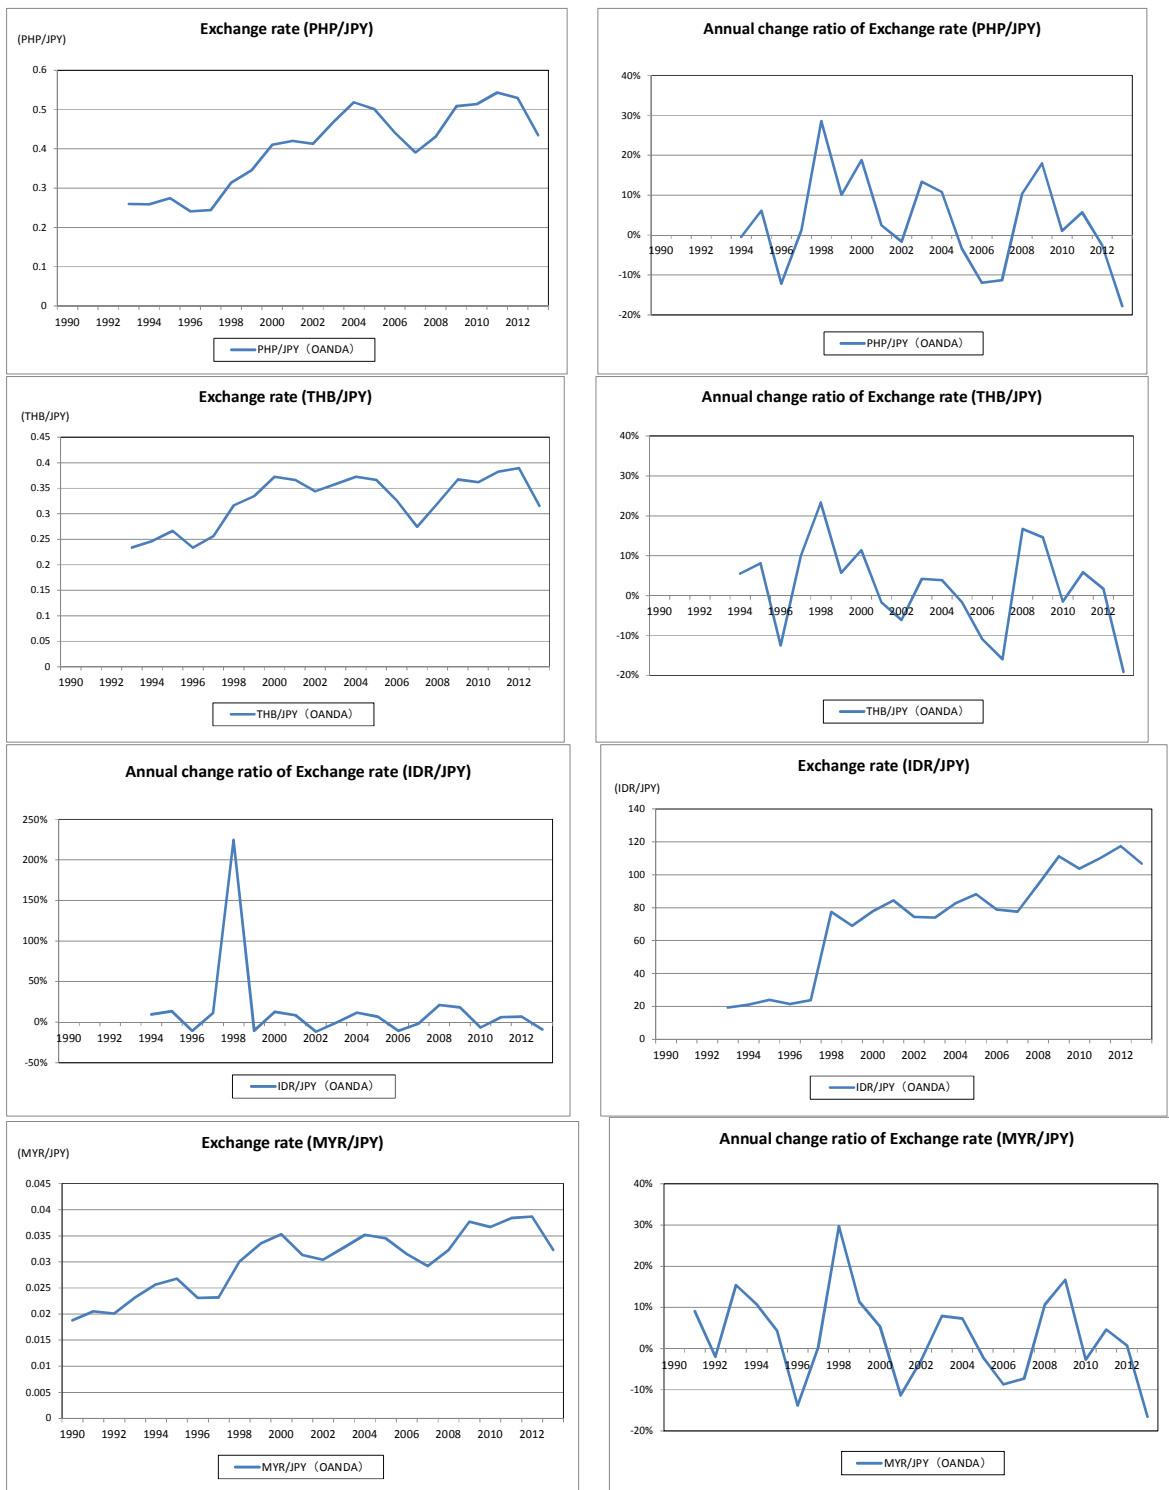 Exchange rate (PHP/JPY)
(PHP/JPY)
0.6
0.5
0.4
0.3
0.2
0.1
0
1990 1992 1994 1996 1998 2000 2002 2004 2006 2008 2010 2012
PHP/JPY（OANDA）
Annual change ratio of Exchange rate (PHP/JPY)
40%
30%
20%
10%
0%
-10%
-20%
1990 1992 1994 1996 1998 2000 2002 2004 2006 2008 2010 2012
PHP/JPY（OANDA）
Exchange rate (THB/JPY)
(THB/JPY)
0.45
0.4
0.35
0.3
0.25
0.2
0.15
0.1
0.05
0
1990 1992 1994 1996 1998 2000 2002 2004 2006 2008 2010 2012
THB/JPY（OANDA）
Annual change ratio of Exchange rate (THB/JPY)
40%
30%
20%
10%
0%
-10%
-20%
1990 1992 1994 1996 1998 2000 2002 2004 2006 2008 2010 2012
THB/JPY（OANDA）
Annual change ratio of Exchange rate (IDR/JPY)
250%
200%
150%
100%
50%
0%
-50%
1990 1992 1994 1996 1998 2000 2002 2004 2006 2008 2010 2012
IDR/JPY（OANDA）
Exchange rate (IDR/JPY)
(IDR/JPY)
140
120
100
80
60
40
20
0
1990 1992 1994 1996 1998 2000 2002 2004 2006 2008 2010 2012
IDR/JPY（OANDA）
Exchange rate (MYR/JPY)
(MYR/JPY)
0.045
0.04
0.035
0.03
0.025
0.02
0.015
0.01
0.005
0
1990 1992 1994 1996 1998 2000 2002 2004 2006 2008 2010 2012
MYR/JPY（OANDA）
Annual change ratio of Exchange rate (MYR/JPY)
40%
30%
20%
10%
0%
-10%
-20%
1990 1992 1994 1996 1998 2000 2002 2004 2006 2008 2010 2012
MYR/JPY（OANDA）